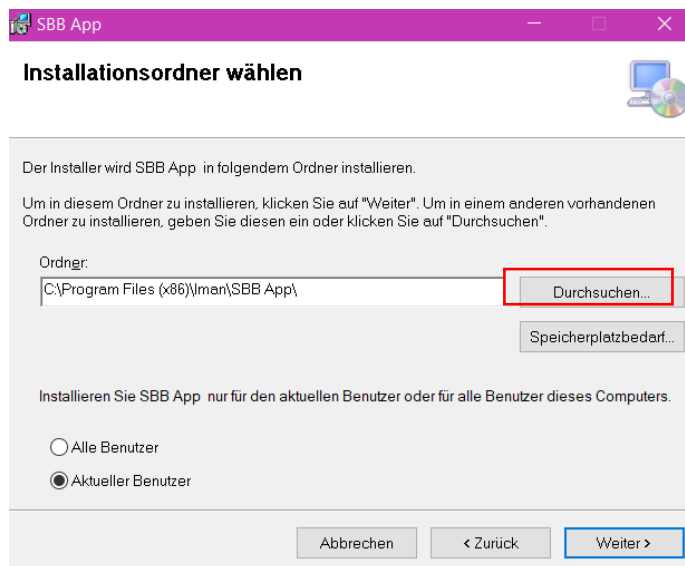 SBB App
Installationsordner wählen
Der Installer wird SBB App in folgendem Ordner installieren.
Um in diesem Ordner zu installieren, klicken Sie auf "Weiter". Um in einem anderen vorhandenen
Ordner zu installieren, geben Sie diesen ein oder klicken Sie auf "Durchsuchen".
Ordner:
C:\Program Files (x86)\Iman\SBB App\
Durchsuchen...
Speicherplatzbedarf...
Installieren Sie SBB App nur für den aktuellen Benutzer oder für alle Benutzer dieses Computers.
Alle Benutzer
Aktueller Benutzer
Abbrechen
< Zurück
Weiter >